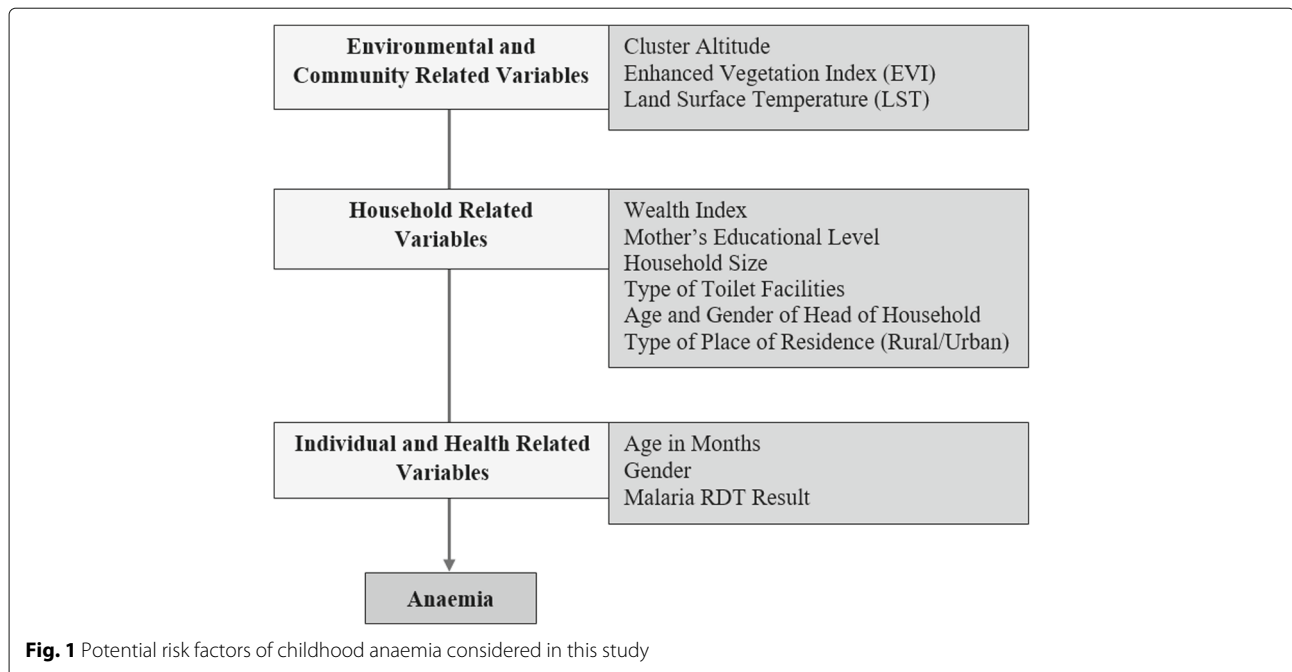 Environmental and
Community Related Variables
Cluster Altitude
Enhanced Vegetation Index (EVI)
Land Surface Temperature (LST)
Household Related
Variables
Wealth Index
Mother’s Educational Level
Household Size
Type of Toilet Facilities
Age and Gender of Head of Household
Type of Place of Residence (Rural/Urban)
Individual and Health Related
Variables
Age in Months
Gender
Malaria RDT Result
Anaemia
Fig. 1 Potential risk factors of childhood anaemia considered in this study